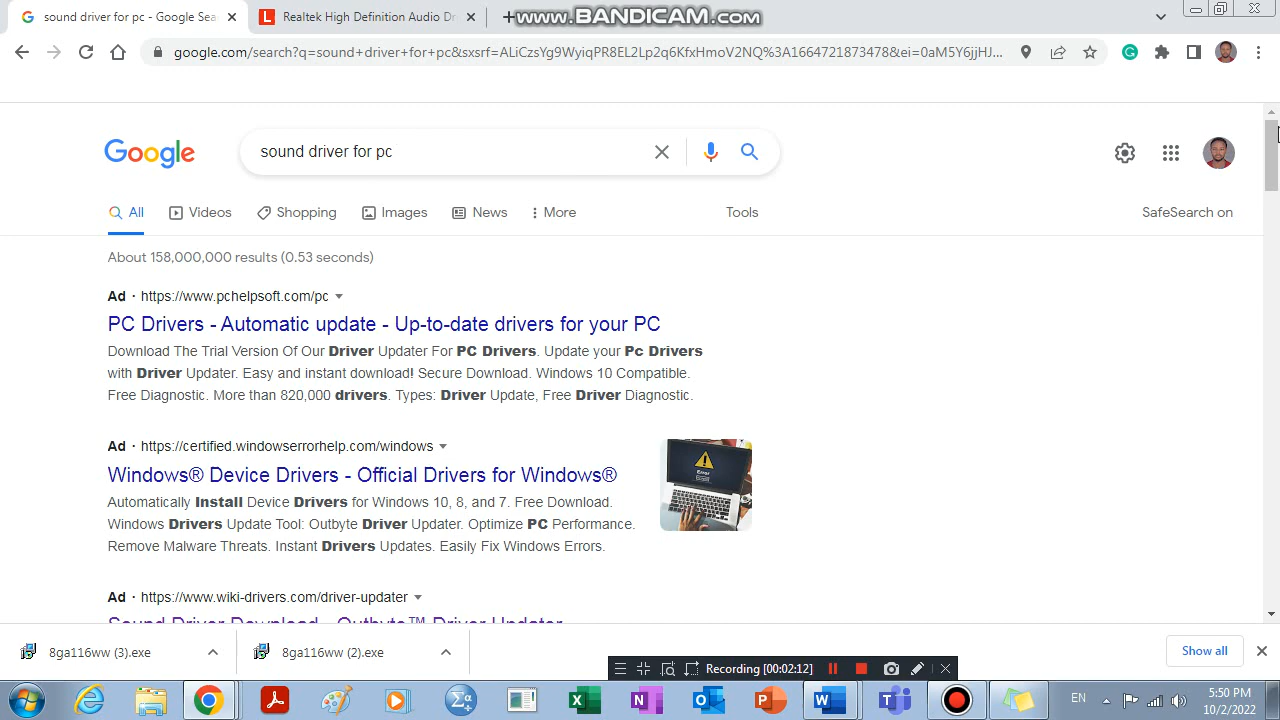 sound driver for pc - Google Sea
Realtek High Definition Audio Dr
www.BANDICAM.com
google.com/search?q=sound+driver+for+pc&sxsrf=ALiCzsYg9WyiqPR8EL2Lp2q6KfxHmoV2NQ%3A1664721873478&ei=0aM5Y6jjHJ...
Google
sound driver for pc
All
Videos
Shopping
Images
News
More
Tools
SafeSearch on
About 158,000,000 results (0.53 seconds)
Ad · https://www.pchelpsoft.com/pc
PC Drivers - Automatic update - Up-to-date drivers for your PC
Download The Trial Version Of Our Driver Updater For PC Drivers. Update your Pc Drivers
with Driver Updater. Easy and instant download! Secure Download. Windows 10 Compatible.
Free Diagnostic. More than 820,000 drivers. Types: Driver Update, Free Driver Diagnostic.
Ad · https://certified.windowserrorhelp.com/windows
Windows® Device Drivers - Official Drivers for Windows®
Automatically Install Device Drivers for Windows 10, 8, and 7. Free Download.
Windows Drivers Update Tool: Outbyte Driver Updater. Optimize PC Performance.
Remove Malware Threats. Instant Drivers Updates. Easily Fix Windows Errors.
Ad · https://www.wiki-drivers.com/driver-updater
Sound Driver Download - Outbyte™ Driver Updater
8ga116ww (3).exe
8ga116ww (2).exe
Show all
Recording [00:02:12]
EN
5:50 PM
10/2/2022